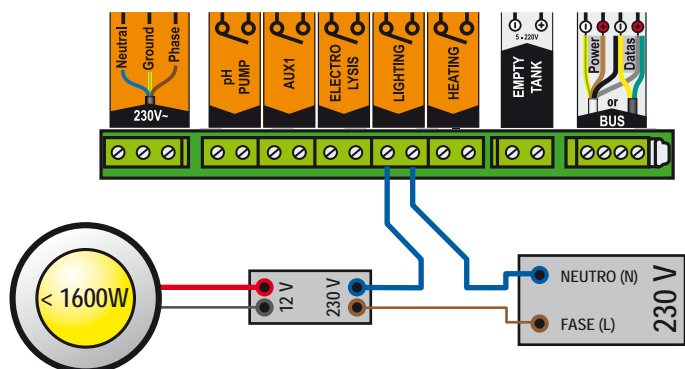 Neutral
Ground
Phase
230V~
pH
PUMP
AUX1
ELECTRO
LYSIS
LIGHTING
HEATING
S - 220V
EMPTY
TANK
Power
Datas
or
BUS
< 1600W
12 V
230 V
NEUTRO (N)
FASE (L)
230 V